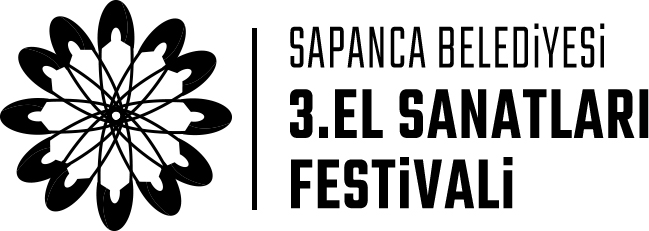 SAPANCA BELEDİYESİ
3.EL SANATLARI
FESTİVALİ